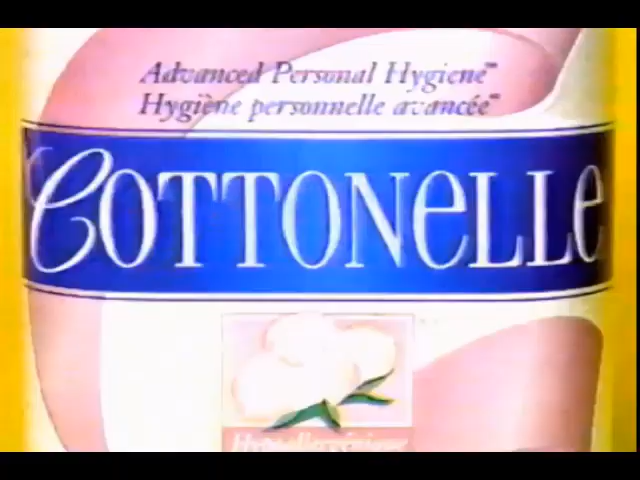 Advanced Personal Hygiene™
Hygiène personnelle avancée™
COTTONELLE